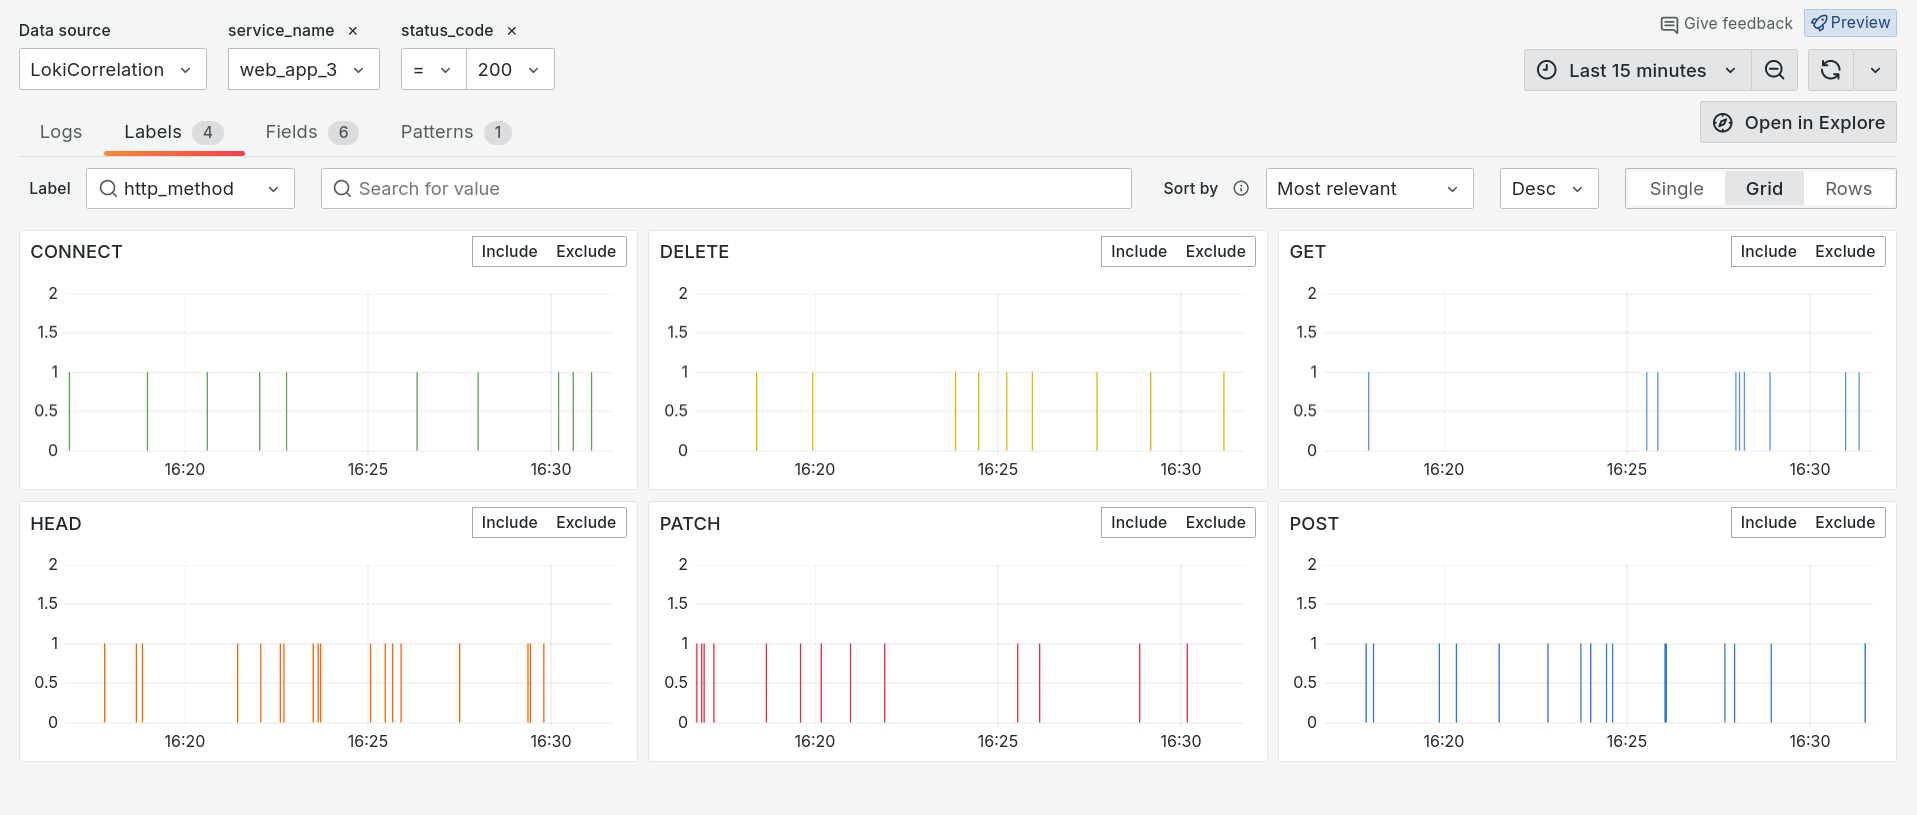 Data source service_name × status_code × Give feedback Preview
LokiCorrelation web_app_3 = 200 Last 15 minutes
Logs Labels 4 Fields 6 Patterns 1 Open in Explore
Label http_method Search for value Sort by Most relevant Desc Single Grid Rows
CONNECT Include Exclude
2
1.5
1
0.5
0
16:20 16:25 16:30
DELETE Include Exclude
2
1.5
1
0.5
0
16:20 16:25 16:30
GET Include Exclude
2
1.5
1
0.5
0
16:20 16:25 16:30
HEAD Include Exclude
2
1.5
1
0.5
0
16:20 16:25 16:30
PATCH Include Exclude
2
1.5
1
0.5
0
16:20 16:25 16:30
POST Include Exclude
2
1.5
1
0.5
0
16:20 16:25 16:30